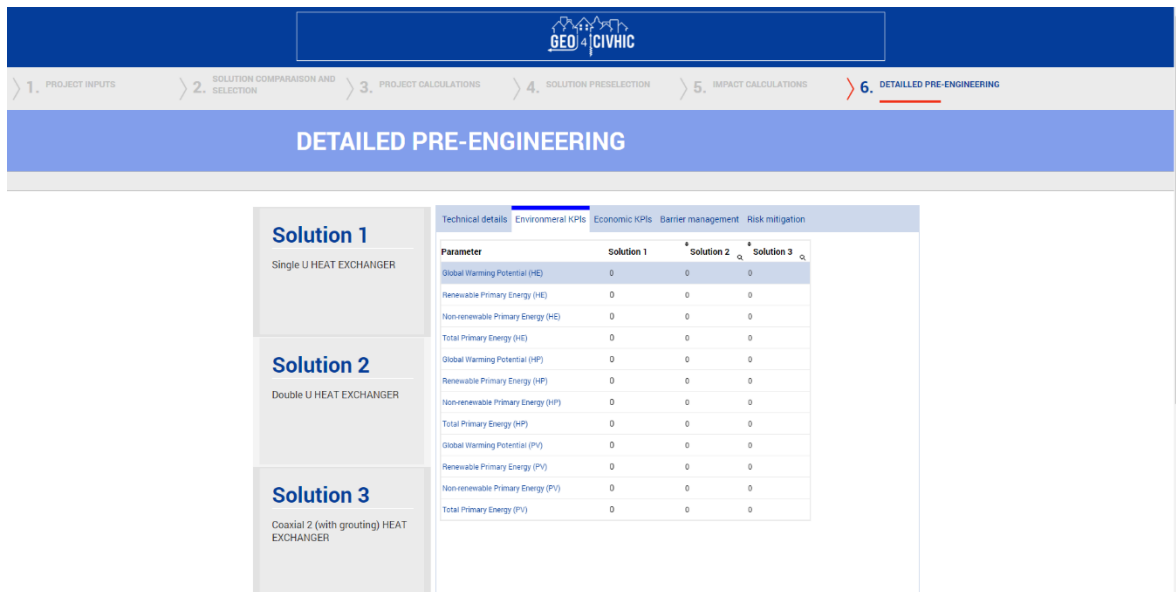 GEO 4 CIVHIC
1. PROJECT INPUTS
2. SOLUTION COMPARAISON AND
SELECTION
3. PROJECT CALCULATIONS
4. SOLUTION PRESELECTION
5. IMPACT CALCULATIONS
6. DETAILLED PRE-ENGINEERING
DETAILED PRE-ENGINEERING
Solution 1
Single U HEAT EXCHANGER
Solution 2
Double U HEAT EXCHANGER
Solution 3
Coaxial 2 (with grouting) HEAT
EXCHANGER
Technical details Environmeral KPIs Economic KPIs Barrier management Risk mitigation
Parameter Solution 1 Solution 2 Solution 3
Global Warming Potential (HE) 0 0 0
Renewable Primary Energy (HE) 0 0 0
Non-renewable Primary Energy (HE) 0 0 0
Total Primary Energy (HE) 0 0 0
Global Warming Potential (HP) 0 0 0
Renewable Primary Energy (HP) 0 0 0
Non-renewable Primary Energy (HP) 0 0 0
Total Primary Energy (HP) 0 0 0
Global Warming Potential (PV) 0 0 0
Renewable Primary Energy (PV) 0 0 0
Non-renewable Primary Energy (PV) 0 0 0
Total Primary Energy (PV) 0 0 0